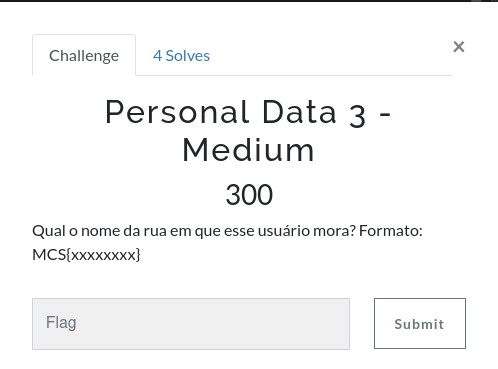 Challenge
4 Solves
×
Personal Data 3 -
Medium
300
Qual o nome da rua em que esse usuário mora? Formato:
MCS{xxxxxxxx}
Flag
Submit